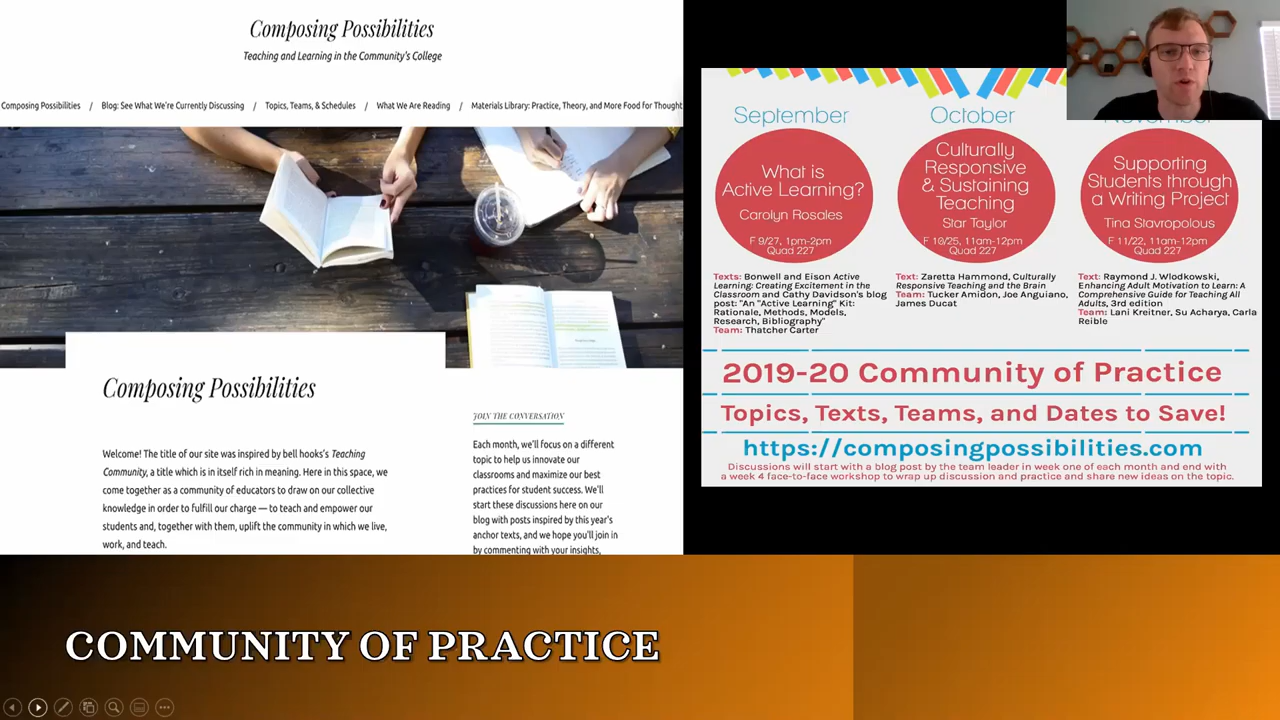 Composing Possibilities
Teaching and Learning in the Community's College
Composing Possibilities / Blog: See What We're Currently Discussing / Topics, Teams, & Schedules / What We Are Reading / Materials Library: Practice, Theory, and More Food for Thought
Composing Possibilities
Welcome! The title of our site was inspired by bell hooks's Teaching
Community, a title which is in itself rich in meaning. Here in this space, we
come together as a community of educators to draw on our collective
knowledge in order to fulfill our charge — to teach and empower our
students and, together with them, uplift the community in which we live,
work, and teach.
JOIN THE CONVERSATION
Each month, we'll focus on a different
topic to help us innovate our
classrooms and maximize our best
practices for student success. We'll
start these discussions here on our
blog with posts inspired by this year's
anchor texts, and we hope you'll join in
by commenting with your insights,
September
What is
Active Learning?
Carolyn Rosales
F 9/27, 1pm-2pm
Quad 227
Texts: Bonwell and Eison Active
Learning: Creating Excitement in the
Classroom and Cathy Davidson's blog
post: "An "Active Learning" Kit:
Rationale, Methods, Models,
Research, Bibliography"
Team: Thatcher Carter
October
Culturally
Responsive
& Sustaining
Teaching
Star Taylor
F 10/25, 11am-12pm
Quad 227
Text: Zaretta Hammond, Culturally
Responsive Teaching and the Brain
Team: Tucker Amidon, Joe Anguiano,
James Ducat
November
Supporting
Students through
a Writing Project
Tina Stavropolous
F 11/22, 11am-12pm
Quad 227
Text: Raymond J. Wlodkowski,
Enhancing Adult Motivation to Learn: A
Comprehensive Guide for Teaching All
Adults, 3rd edition
Team: Lani Kreitner, Su Acharya, Carla
Reible
2019-20 Community of Practice
Topics, Texts, Teams, and Dates to Save!
https://composingpossibilities.com
Discussions will start with a blog post by the team leader in week one of each month and end with
a week 4 face-to-face workshop to wrap up discussion and practice and share new ideas on the topic.
COMMUNITY OF PRACTICE